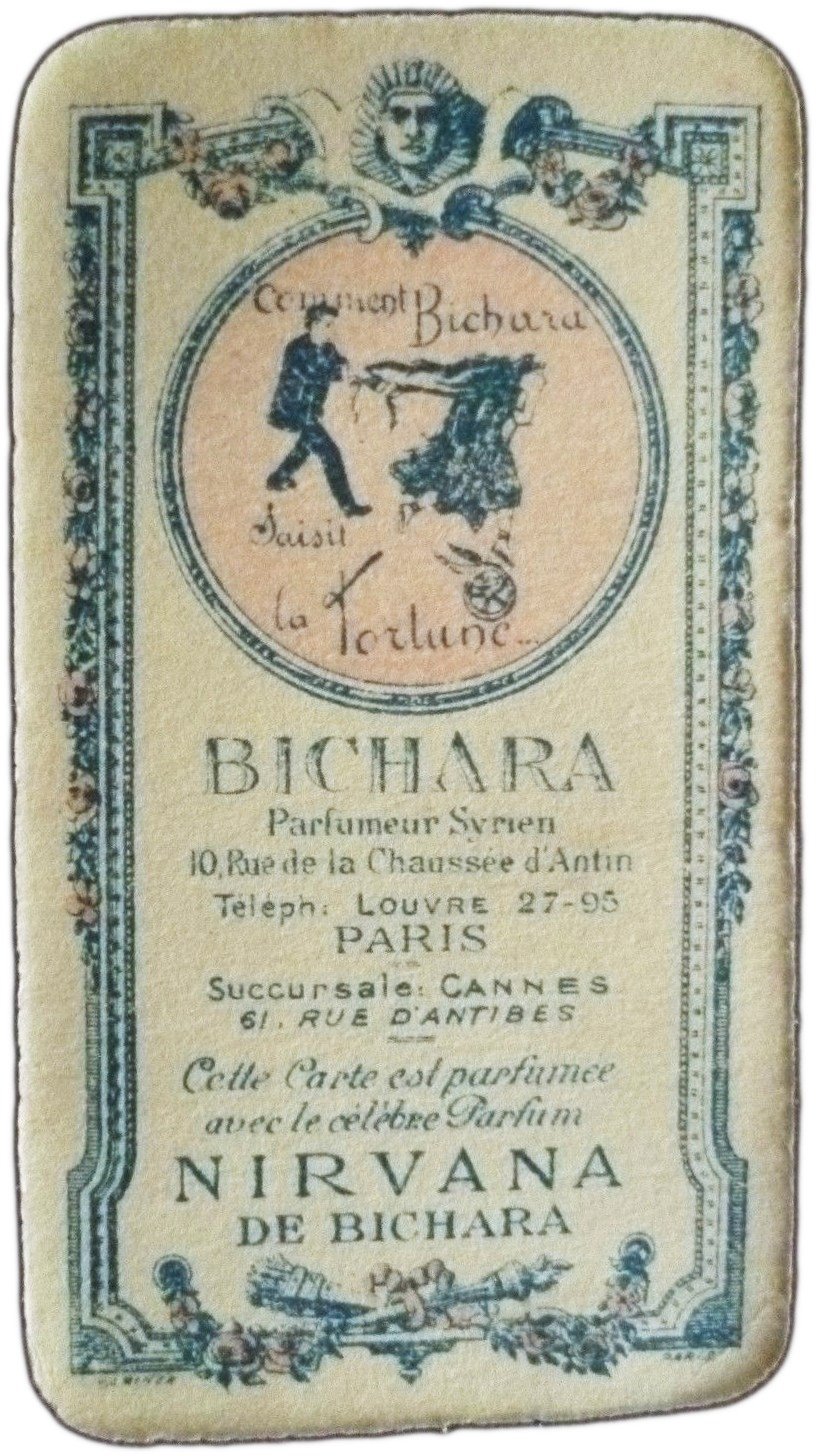 Comment Bichara
Saisit
la Fortune...
BICHARA
Parfumeur Syrien
10, Rue de la Chaussée d'Antin
Téléph: LOUVRE 27-95
PARIS
Succursale: CANNES
61, RUE D'ANTIBES
Cette Carte est parfumée
avec le célèbre Parfum
NIRVANA
DE BICHARA
PARIS